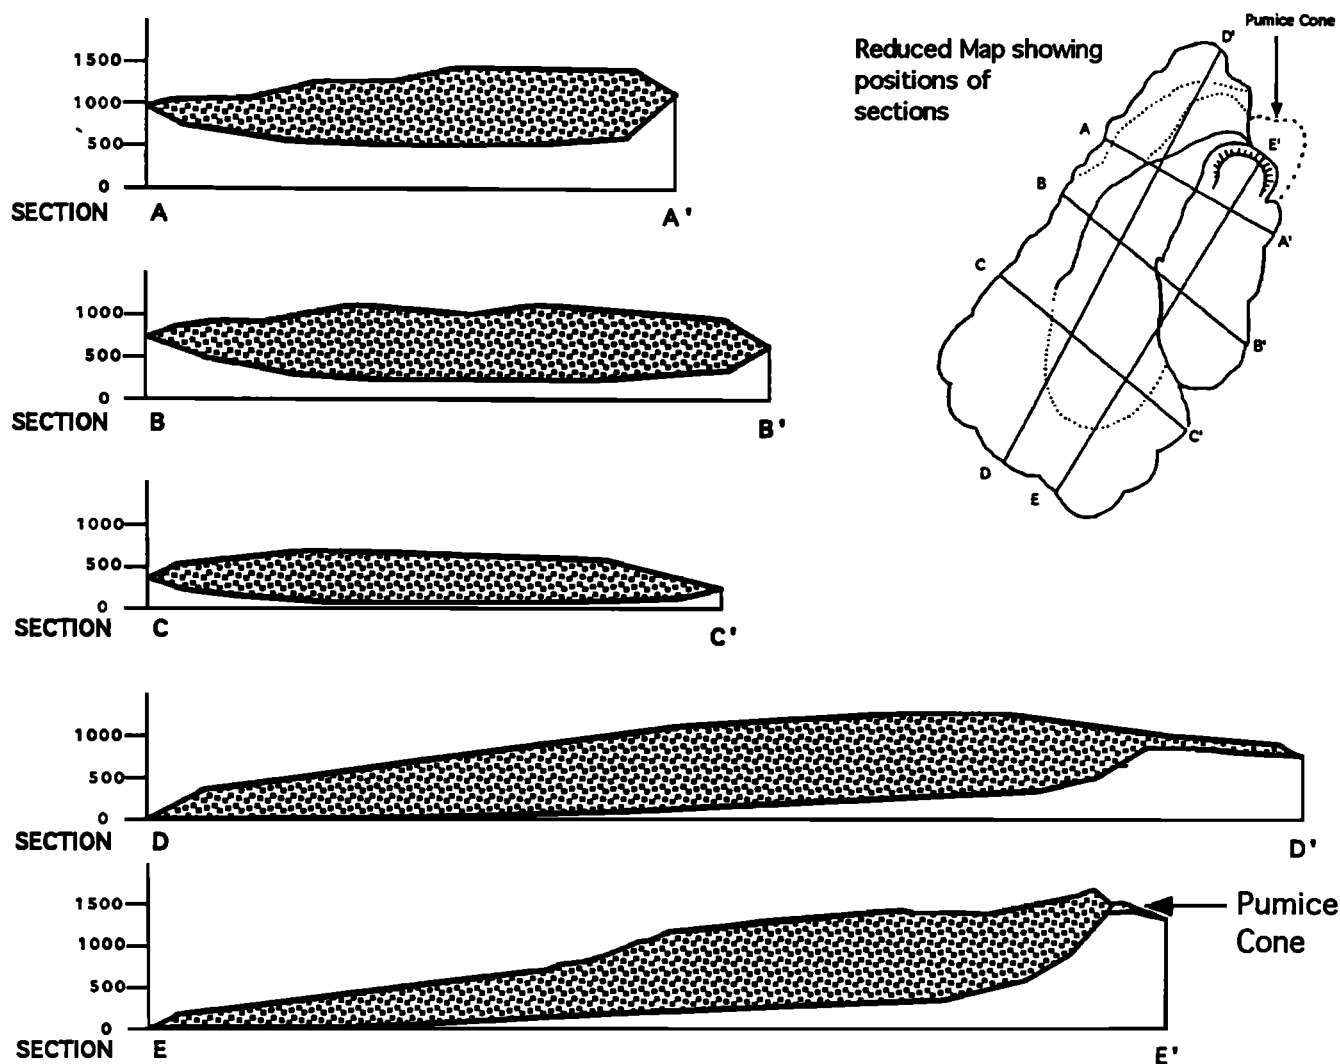 1500
1000
500
0
SECTION A A'
1000
500
0
SECTION B B'
1000
500
0
SECTION C C'
1000
500
0
SECTION D D'
1500
1000
500
0
SECTION E E'
Pumice
Cone
Reduced Map showing
positions of
sections
Pumice Cone
D'
A
E'
B
A'
C
B'
C'
D
E